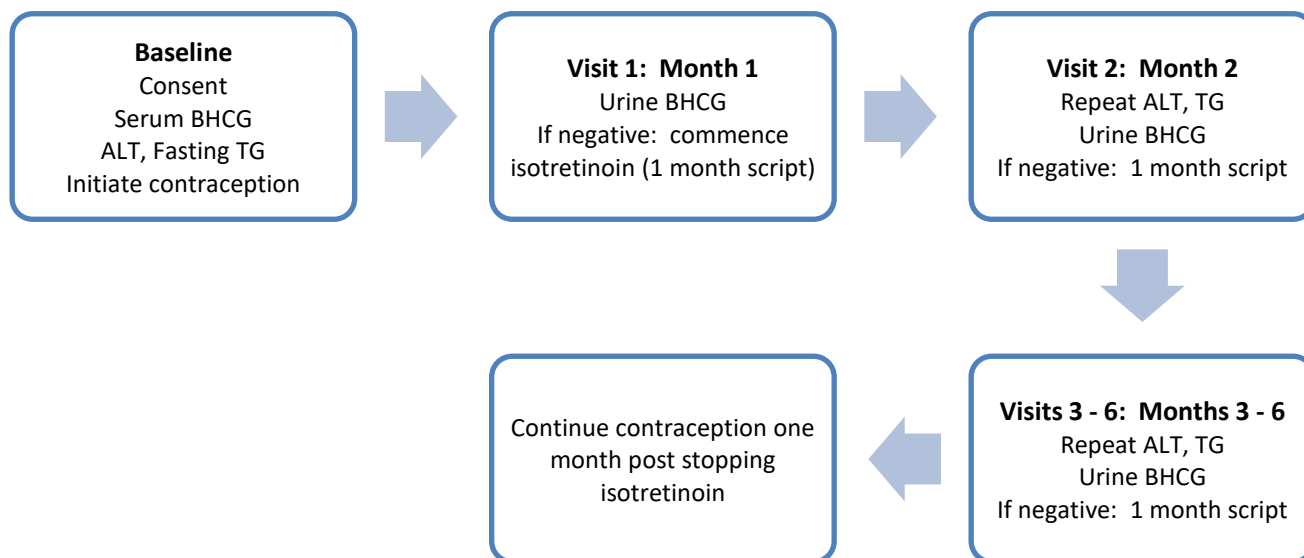 Baseline
Consent
Serum BHCG
ALT, Fasting TG
Initiate contraception
Visit 1:  Month 1
Urine BHCG
If negative:  commence
isotretinoin (1 month script)
Visit 2:  Month 2
Repeat ALT, TG
Urine BHCG
If negative:  1 month script
Visits 3 - 6:  Months 3 - 6
Repeat ALT, TG
Urine BHCG
If negative:  1 month script
Continue contraception one
month post stopping
isotretinoin